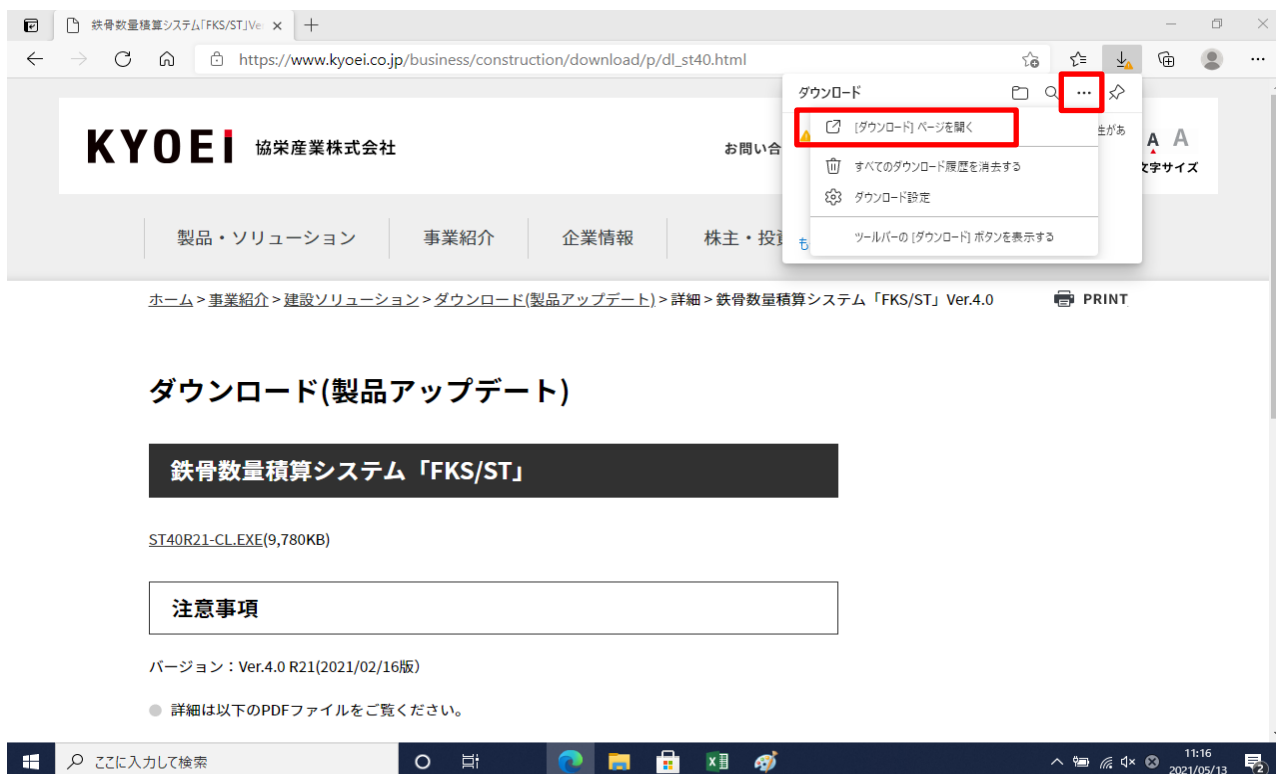 鉄骨数量積算システム「FKS/ST」Ve
https://www.kyoei.co.jp/business/construction/download/p/dl_st40.html
ダウンロード
[ダウンロード] ページを開く
性があ
すべてのダウンロード履歴を消去する
ダウンロード設定
も
ツールバーの [ダウンロード] ボタンを表示する
KYOEI 協栄産業株式会社
お問い合
A A
文字サイズ
製品・ソリューション 事業紹介 企業情報 株主・投資
ホーム > 事業紹介 > 建設ソリューション > ダウンロード(製品アップデート) > 詳細 > 鉄骨数量積算システム「FKS/ST」Ver.4.0
PRINT
ダウンロード(製品アップデート)
鉄骨数量積算システム「FKS/ST」
ST40R21-CL.EXE(9,780KB)
注意事項
バージョン：Ver.4.0 R21(2021/02/16版）
詳細は以下のPDFファイルをご覧ください。
ここに入力して検索
11:16
2021/05/13
2